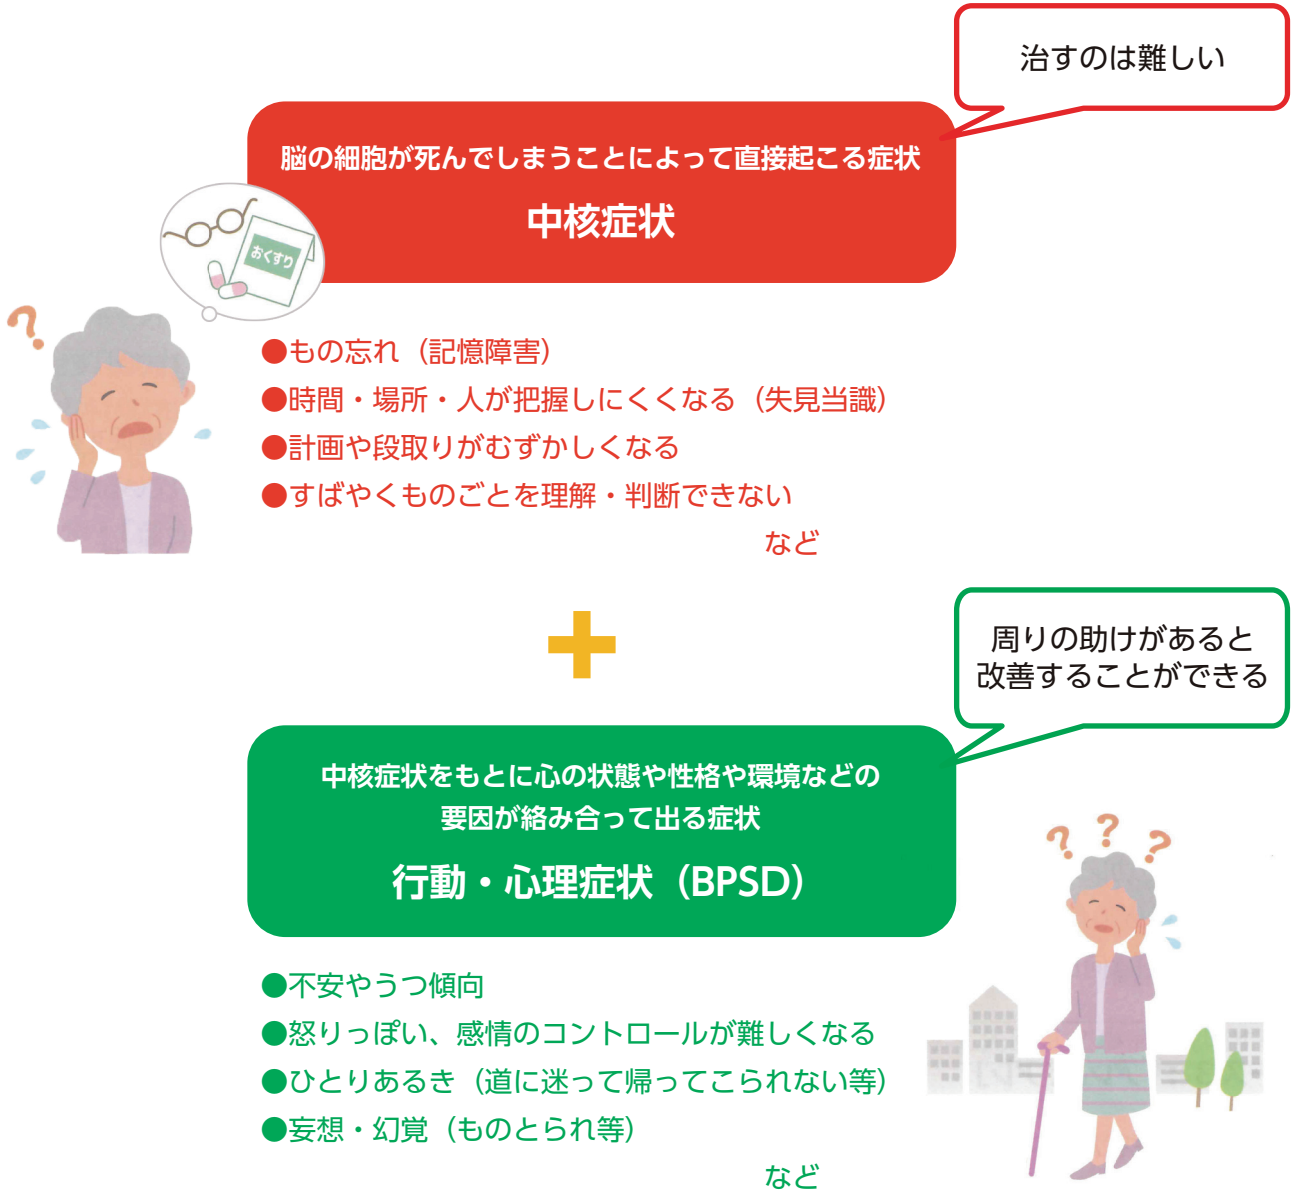 治すのは難しい
脳の細胞が死んでしまうことによって直接起こる症状
中核症状
おくすり
●もの忘れ（記憶障害）
●時間・場所・人が把握しにくくなる（失見当識）
●計画や段取りがむずかしくなる
●すばやくものごとを理解・判断できない
など
周りの助けがあると
改善することができる
中核症状をもとに心の状態や性格や環境などの
要因が絡み合って出る症状
行動・心理症状（BPSD）
●不安やうつ傾向
●怒りっぽい、感情のコントロールが難しくなる
●ひとりあるき（道に迷って帰ってこられない等）
●妄想・幻覚（ものとられ等）
など